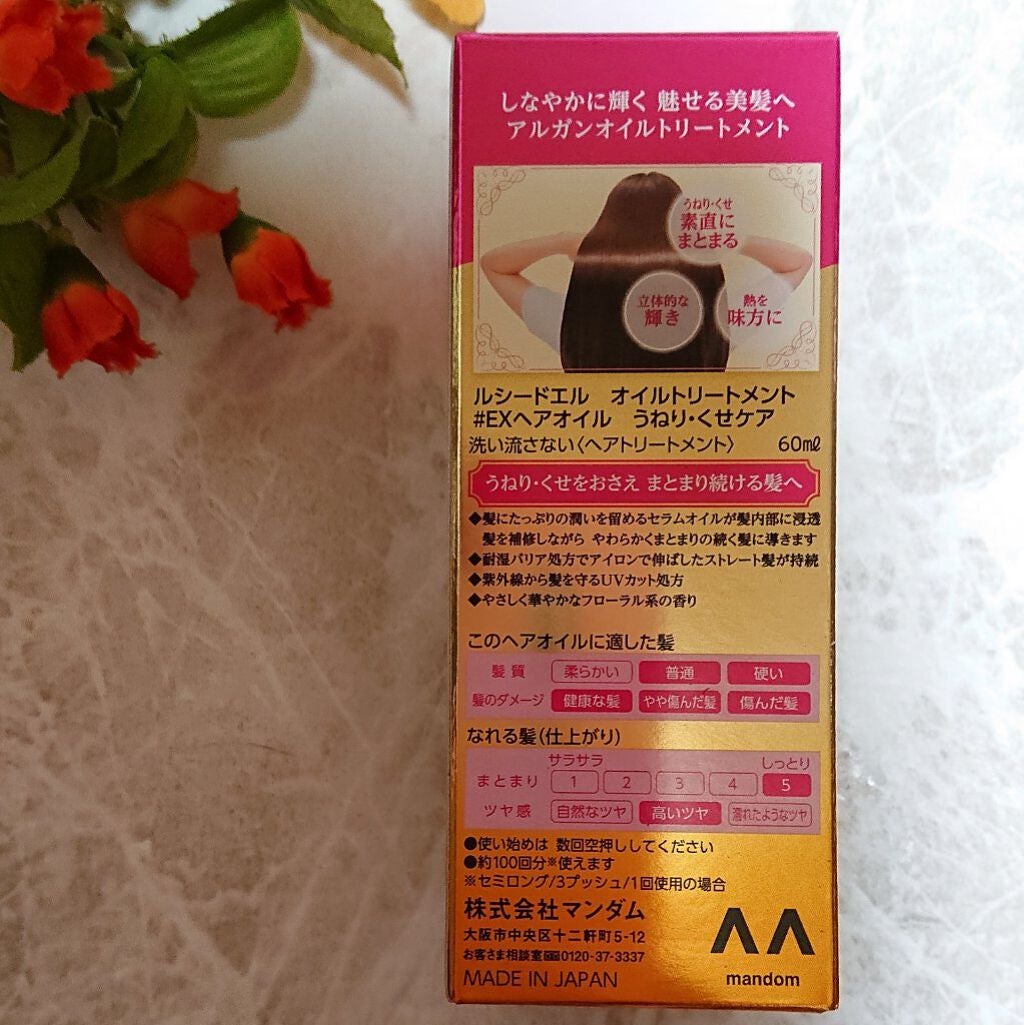 しなやかに輝く 魅せる美髪へ
アルガンオイルトリートメント
うねり・くせ
素直に
まとまる
立体的な
輝き
熱を
味方に
ルシードエル オイルトリートメント
#EXヘアオイル うねり・くせケア
洗い流さない〈ヘアトリートメント〉 60㎖
うねり・くせをおさえ まとまり続ける髪へ
◆髪にたっぷりの潤いを留めるセラムオイルが髪内部に浸透
髪を補修しながら やわらかくまとまりの続く髪に導きます
◆耐湿バリア処方でアイロンで伸ばしたストレート髪が持続
◆紫外線から髪を守るUVカット処方
◆やさしく華やかなフローラル系の香り
このヘアオイルに適した髪
髪質 柔らかい 普通 硬い
髪のダメージ 健康な髪 やや傷んだ髪 傷んだ髪
なれる髪(仕上がり)
サラサラ しっとり
まとまり 1 2 3 4 5
ツヤ感 自然なツヤ 高いツヤ 濡れたようなツヤ
●使い始めは 数回空押ししてください
●約100回分※使えます
※セミロング/3プッシュ/1回使用の場合
株式会社マンダム
大阪市中央区十二軒町5-12
お客さま相談室 0120-37-3337
MADE IN JAPAN
mandom